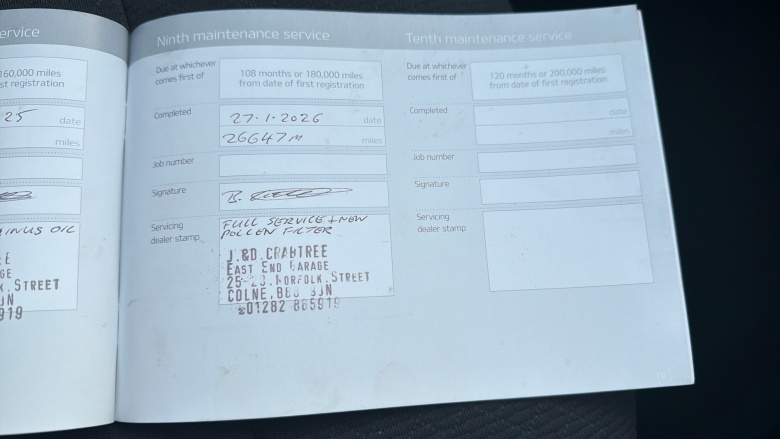 ervice
160,000 miles
st registration
25 date
miles
INUS OIL
E
GE
K. STREET
JN
919
Ninth maintenance service
Due at whichever
comes first of
108 months or 180,000 miles
from date of first registration
Completed
27·1·2026 date
26647m miles
Job number
Signature
B.
Servicing
dealer stamp
FULL SERVICE + NEW
POLLEN FILTER
J.&D. CRABTREE
EAST END GARAGE
25- NORFOLK. STREET
COLNE,
01282 865919
Tenth maintenance service
Due at whichever
comes first of
120 months or 200,000 miles
from date of first registration
Completed
date
miles
Job number
Signature
Servicing
dealer stamp
19